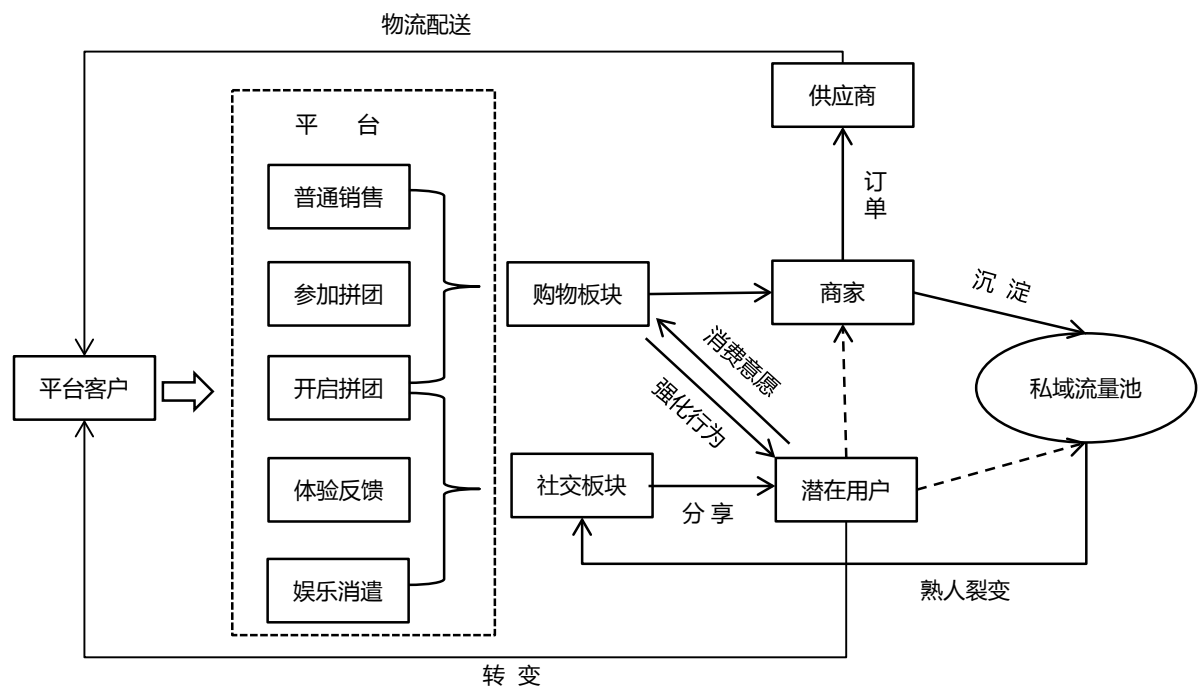 物流配送
供应商
平 台
普通销售
订
单
参加拼团
购物板块
商家
沉 淀
消费意愿
平台客户
开启拼团
强化行为
私域流量池
体验反馈
社交板块
潜在用户
分 享
娱乐消遣
熟人裂变
转 变